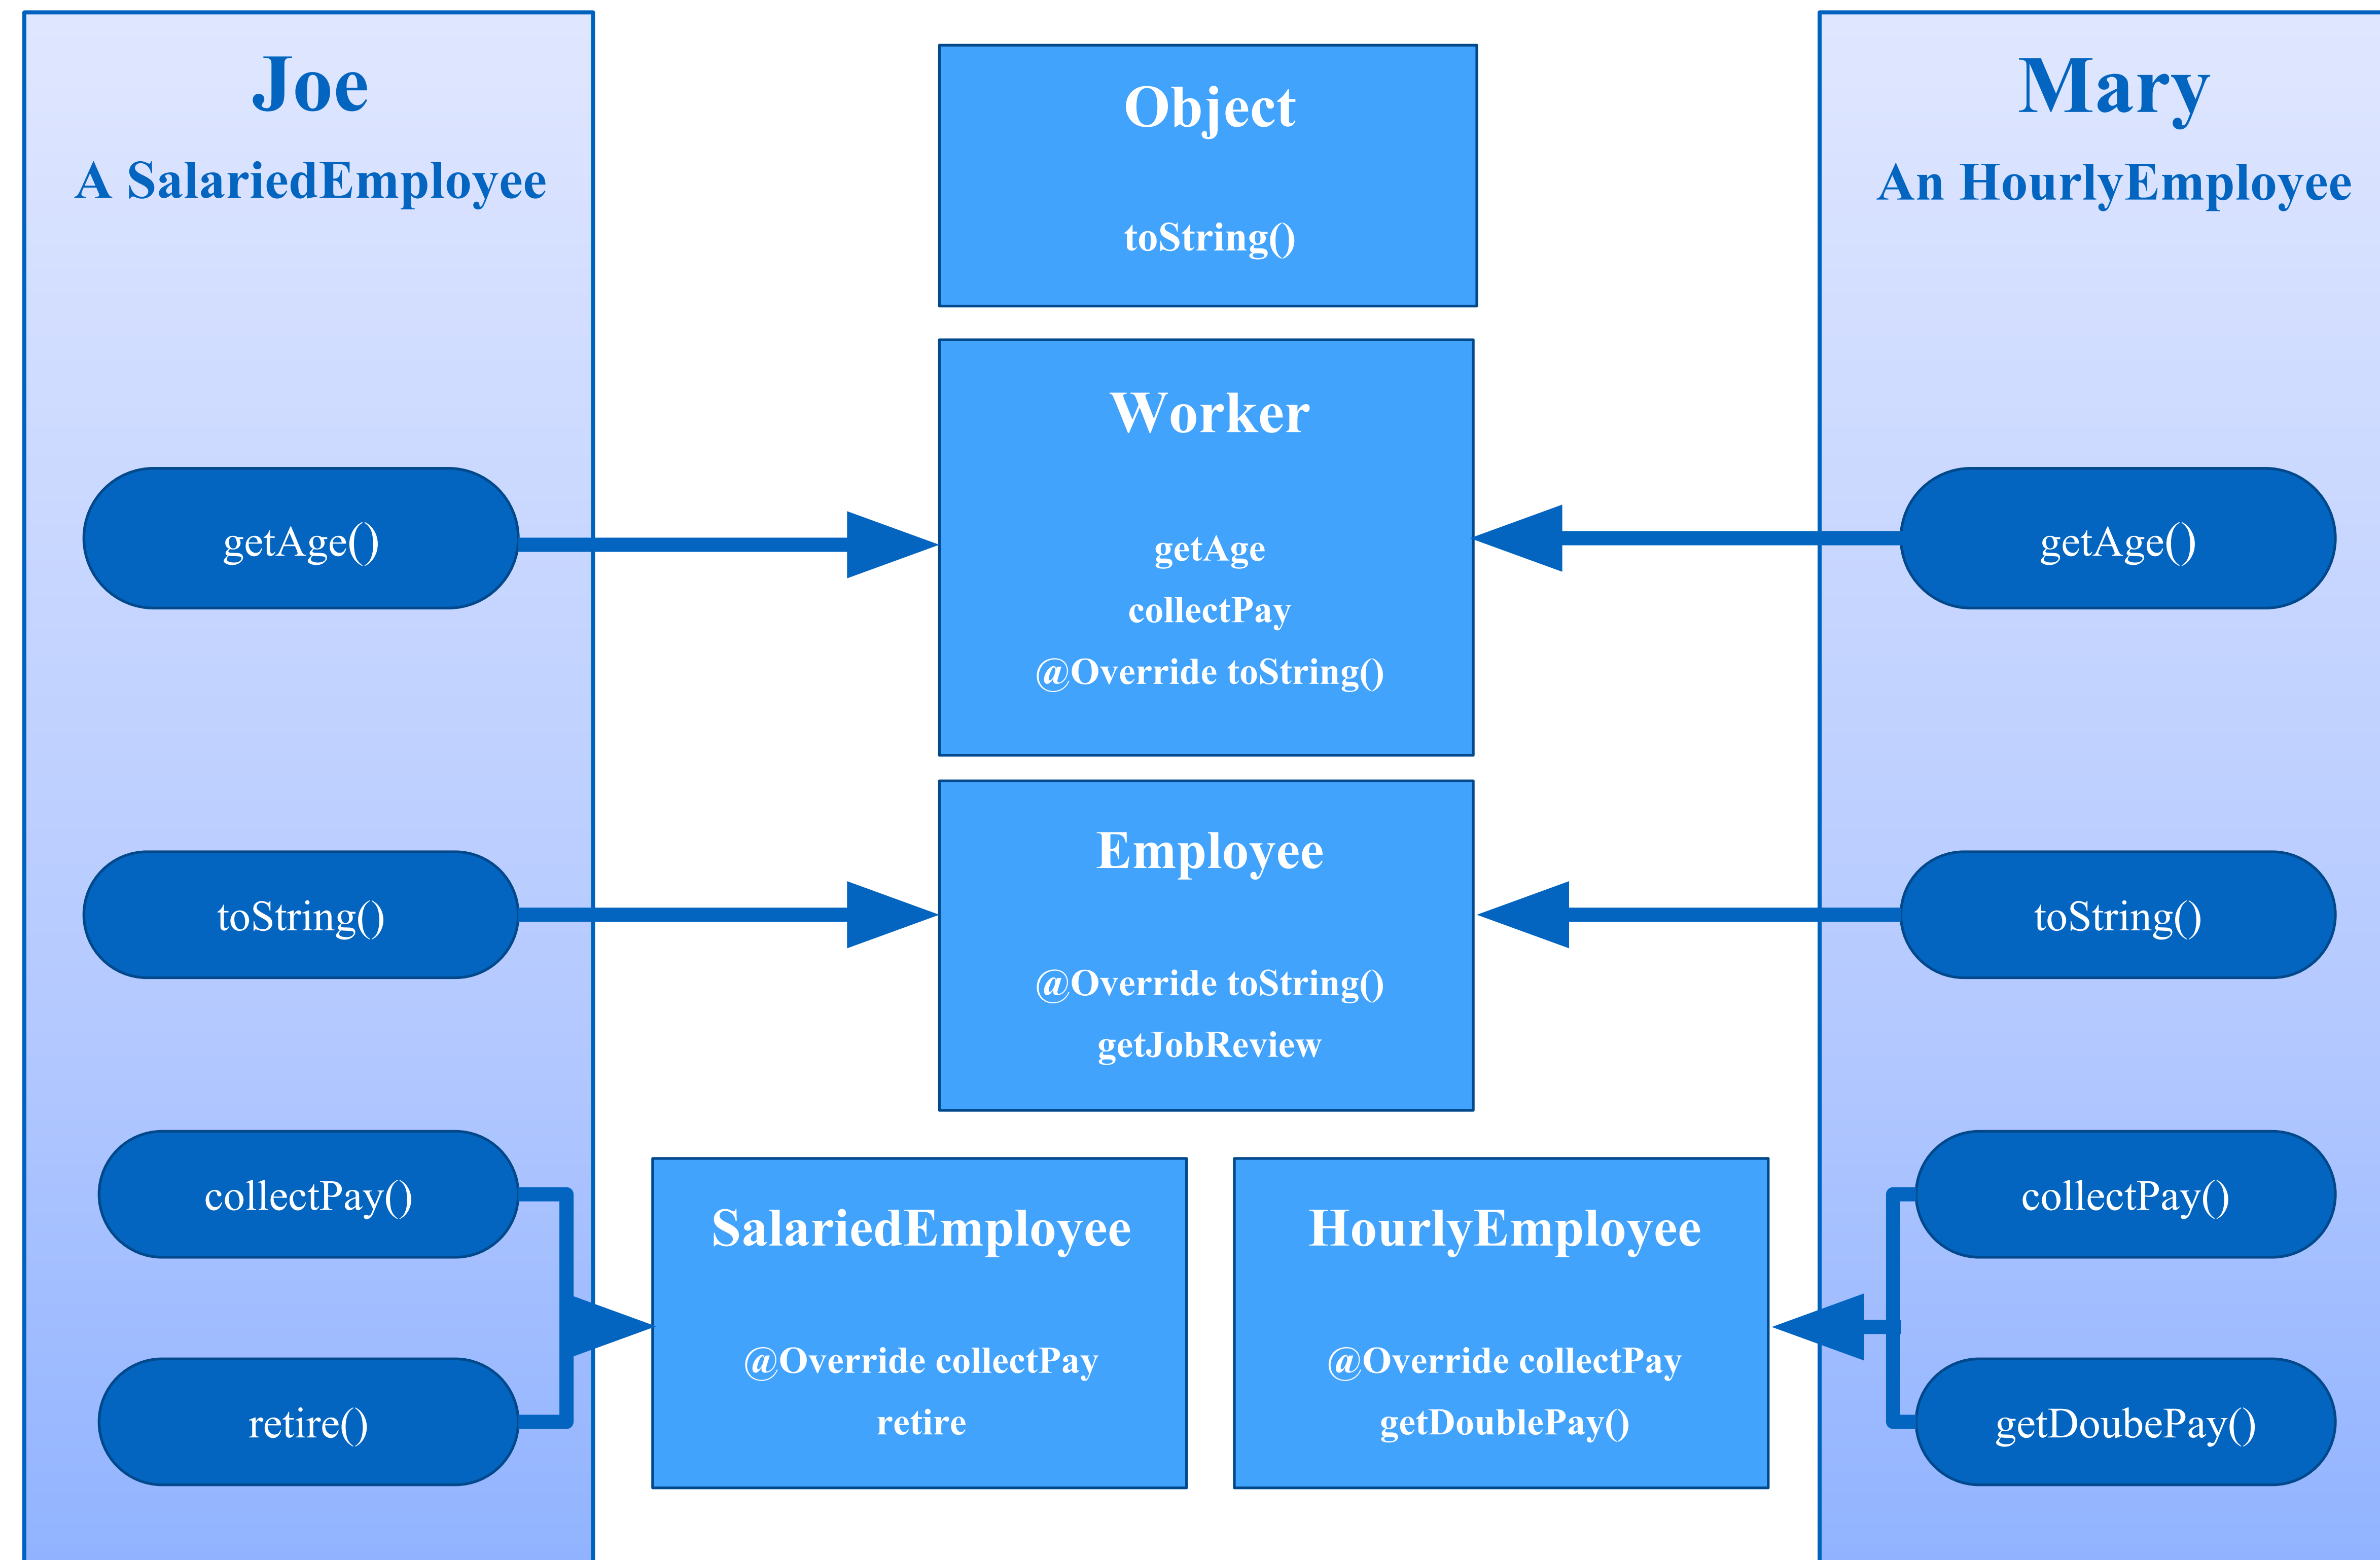 Joe
A SalariedEmployee
getAge()
toString()
collectPay()
retire()
Object
toString()
Worker
getAge
collectPay
@Override toString()
Employee
@Override toString()
getJobReview
SalariedEmployee
@Override collectPay
retire
HourlyEmployee
@Override collectPay
getDoublePay()
Mary
An HourlyEmployee
getAge()
toString()
collectPay()
getDoubePay()